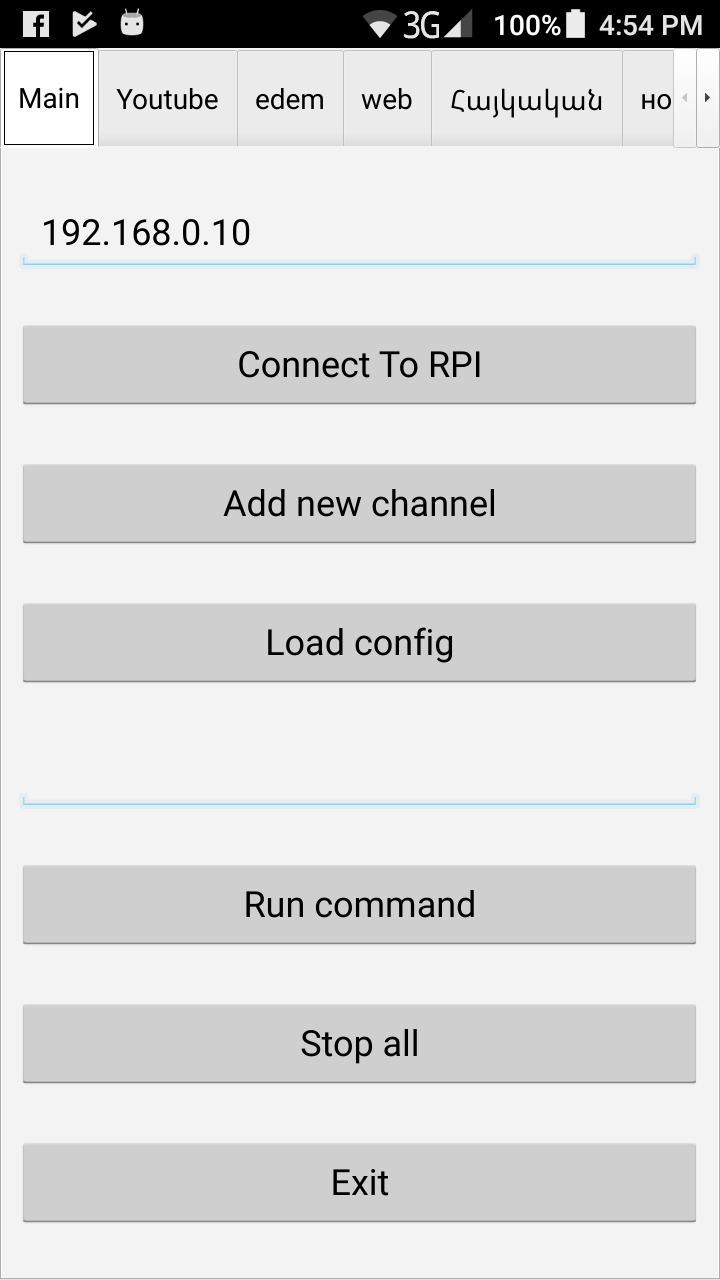 3G 100% 4:54 PM
Main Youtube edem web Հայկական но
192.168.0.10
Connect To RPI
Add new channel
Load config
Run command
Stop all
Exit